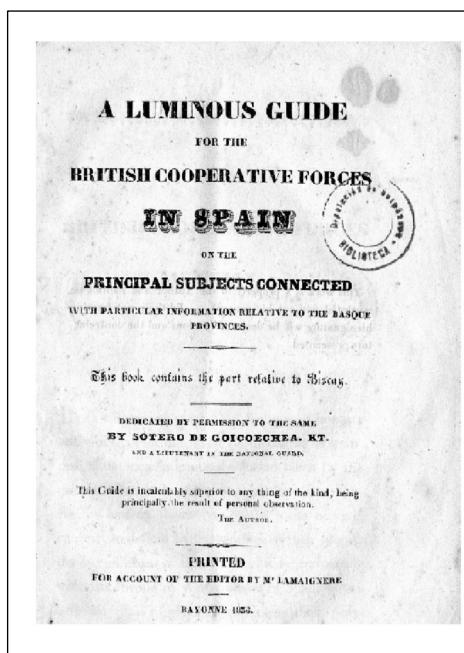 A LUMINOUS GUIDE
FOR THE
BRITISH COOPERATIVE FORCES
IN SPAIN
ON THE
PRINCIPAL SUBJECTS CONNECTED
WITH PARTICULAR INFORMATION RELATIVE TO THE BASQUE
PROVINCES.
This book contains the part relative to Biscay.
DEDICATED BY PERMISSION TO THE SAME
BY SOTERO DE GOICOECHEA. KT.
AND A LIEUTENANT IN THE NATIONAL GUARD.
This Guide is incalculably superior to any thing of the kind, being
principally the result of personal observation.
THE AUTHOR.
PRINTED
FOR ACCOUNT OF THE EDITOR BY Mr LAMAIGNERE
BAYONNE 1836.
BIBLIOTECA